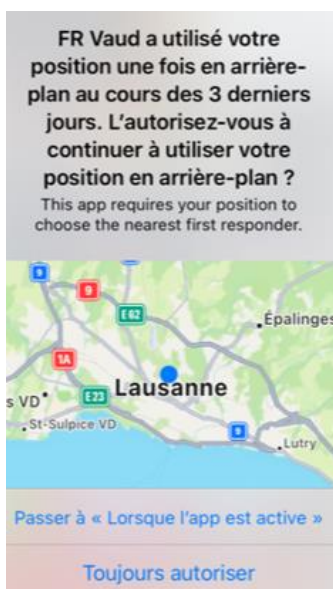 FR Vaud a utilisé votre
position une fois en arrière-
plan au cours des 3 derniers
jours. L'autorisez-vous à
continuer à utiliser votre
position en arrière-plan ?
This app requires your position to
choose the nearest first responder.
9
9
E62
Épalinges
1A
E23
Lausanne
s VD
St-Sulpice VD
9
Lutry
Passer à « Lorsque l'app est active »
Toujours autoriser